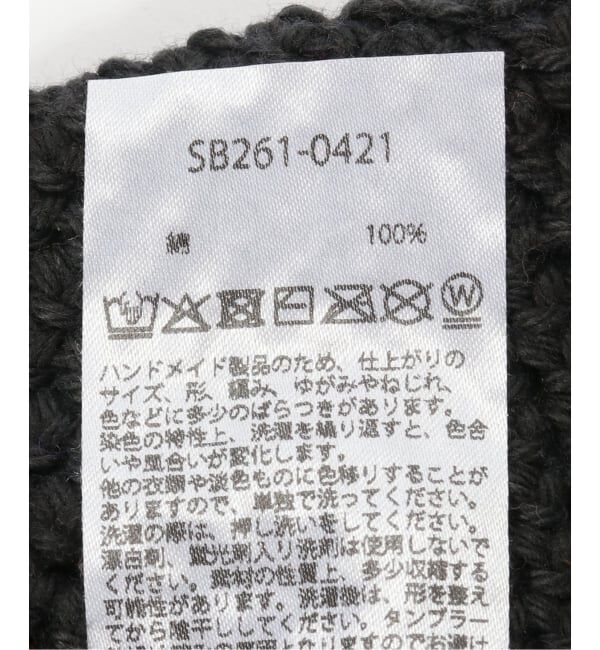 SB261-0421
綿 100%
W
ハンドメイド製品のため、仕上がりの
サイズ、形、編み、ゆがみやねじれ、
色などに多少のばらつきがあります。
染色の特性上、洗濯を繰り返すと、色合
いや風合いが変化します。
他の衣類や淡色ものに色移りすることが
ありますので、単独で洗ってください。
洗濯の際は、押し洗いをしてください。
漂白剤、蛍光剤入り洗剤は使用しないで
ください。素材の性質上、多少収縮する
可能性があります。洗濯後は、形を整え
てから陰干ししてください。タンブラー
ますのでお避け